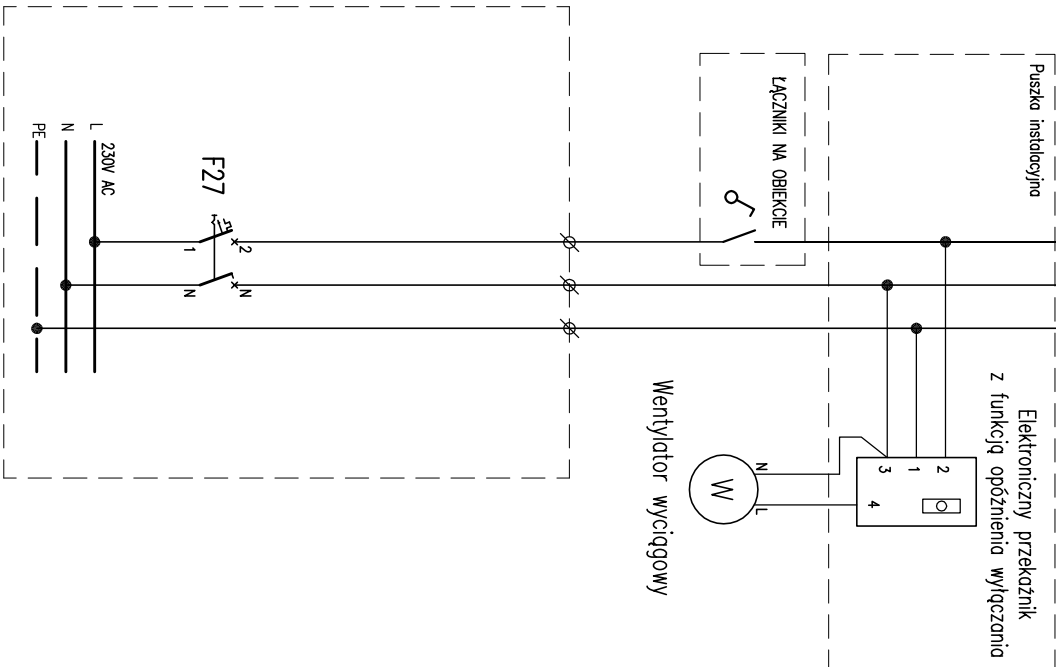 Puszka instalacyjna
ŁĄCZNIKI NA OBIEKCIE
Elektroniczny przekaźnik
z funkcją opóźnienia wyłączania
2
1
3
4
N
L
W
Wentylator wyciągowy
F27
1
2
N
N
230V AC
L
N
PE